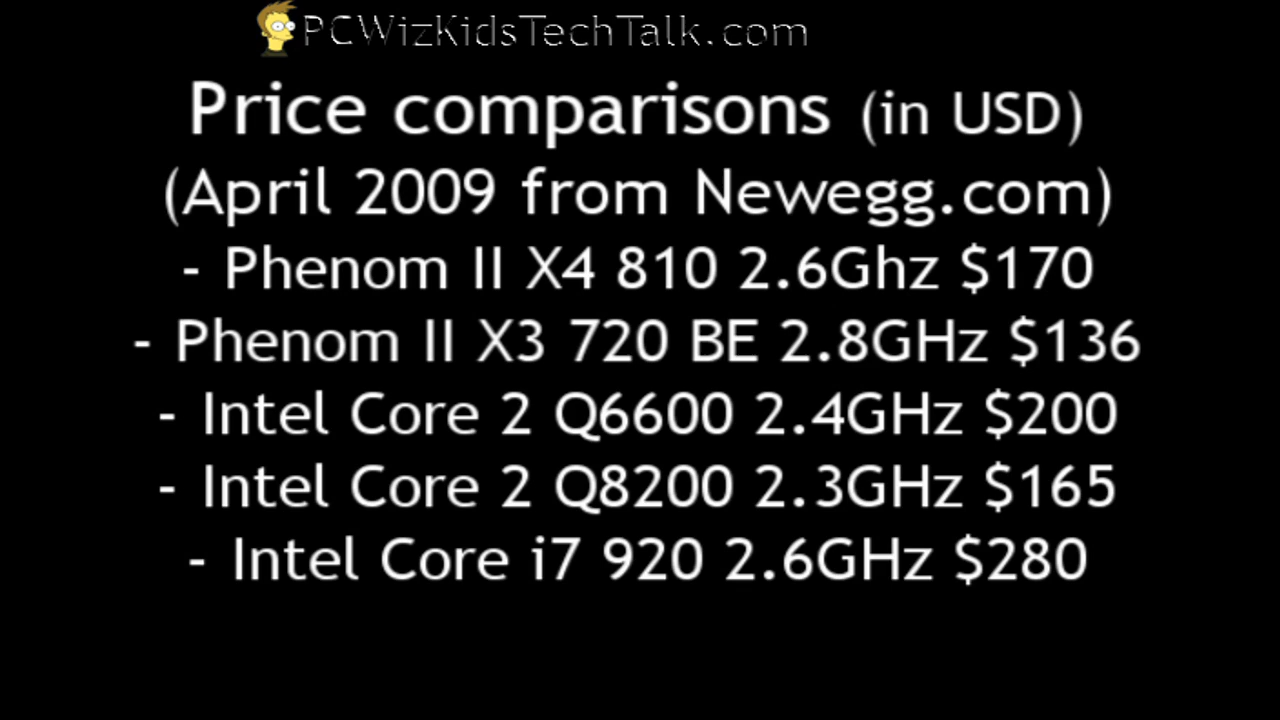 PCWizKidsTechTalk.com
Price comparisons (in USD)
(April 2009 from Newegg.com)
- Phenom II X4 810 2.6Ghz $170
- Phenom II X3 720 BE 2.8GHz $136
- Intel Core 2 Q6600 2.4GHz $200
- Intel Core 2 Q8200 2.3GHz $165
- Intel Core i7 920 2.6GHz $280